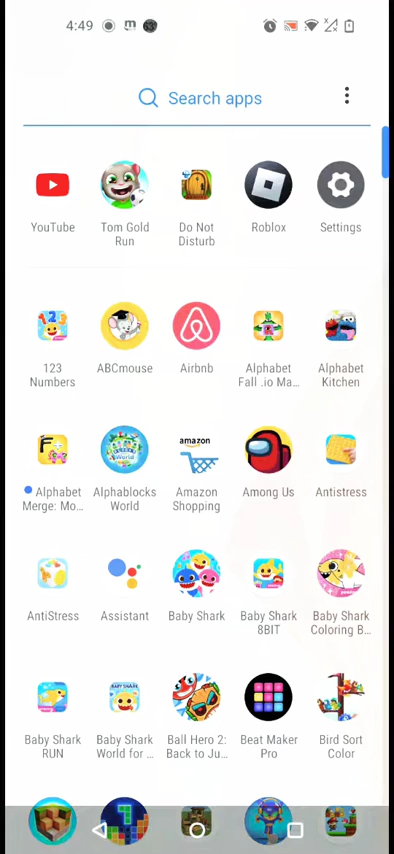 4:49
Search apps
YouTube
Tom Gold
Run
Do Not
Disturb
Roblox
Settings
123
Numbers
ABCmouse
Airbnb
Alphabet
Fall .io Ma...
Alphabet
Kitchen
Alphabet
Merge: Mo...
Alphablocks
World
amazon
Amazon
Shopping
Among Us
Antistress
AntiStress
Assistant
Baby Shark
Baby Shark
8BIT
Baby Shark
Coloring B...
Baby Shark
RUN
BABY SHARK
Baby Shark
World for ...
Ball Hero 2:
Back to Ju...
Beat Maker
Pro
Bird Sort
Color